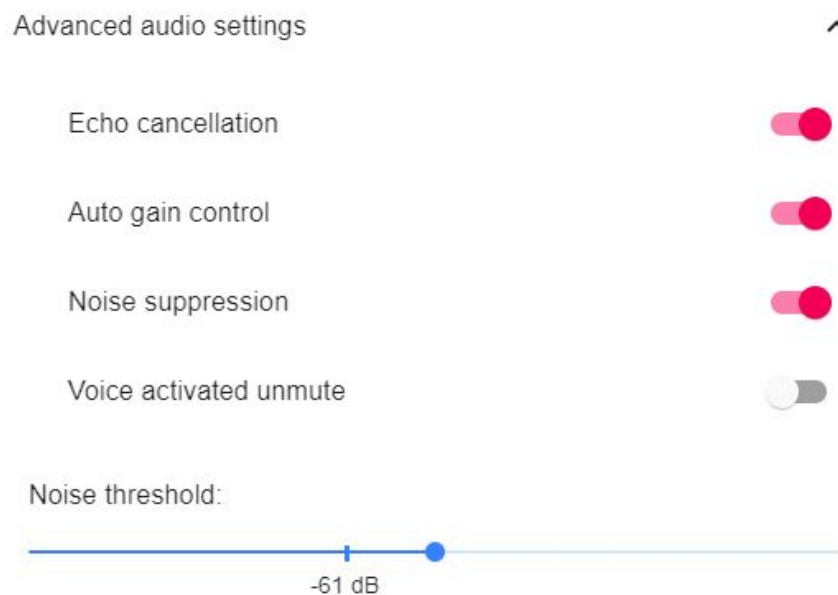 Advanced audio settings
Echo cancellation
Auto gain control
Noise suppression
Voice activated unmute
Noise threshold:
-61 dB